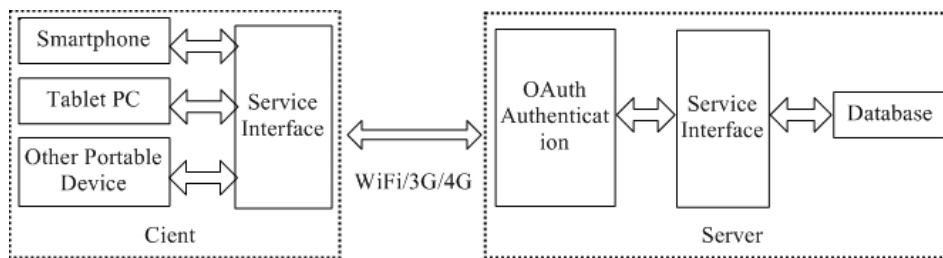 Smartphone
Tablet PC
Other Portable
Device
Service
Interface
Cient
WiFi/3G/4G
OAuth
Authenticat
ion
Service
Interface
Database
Server